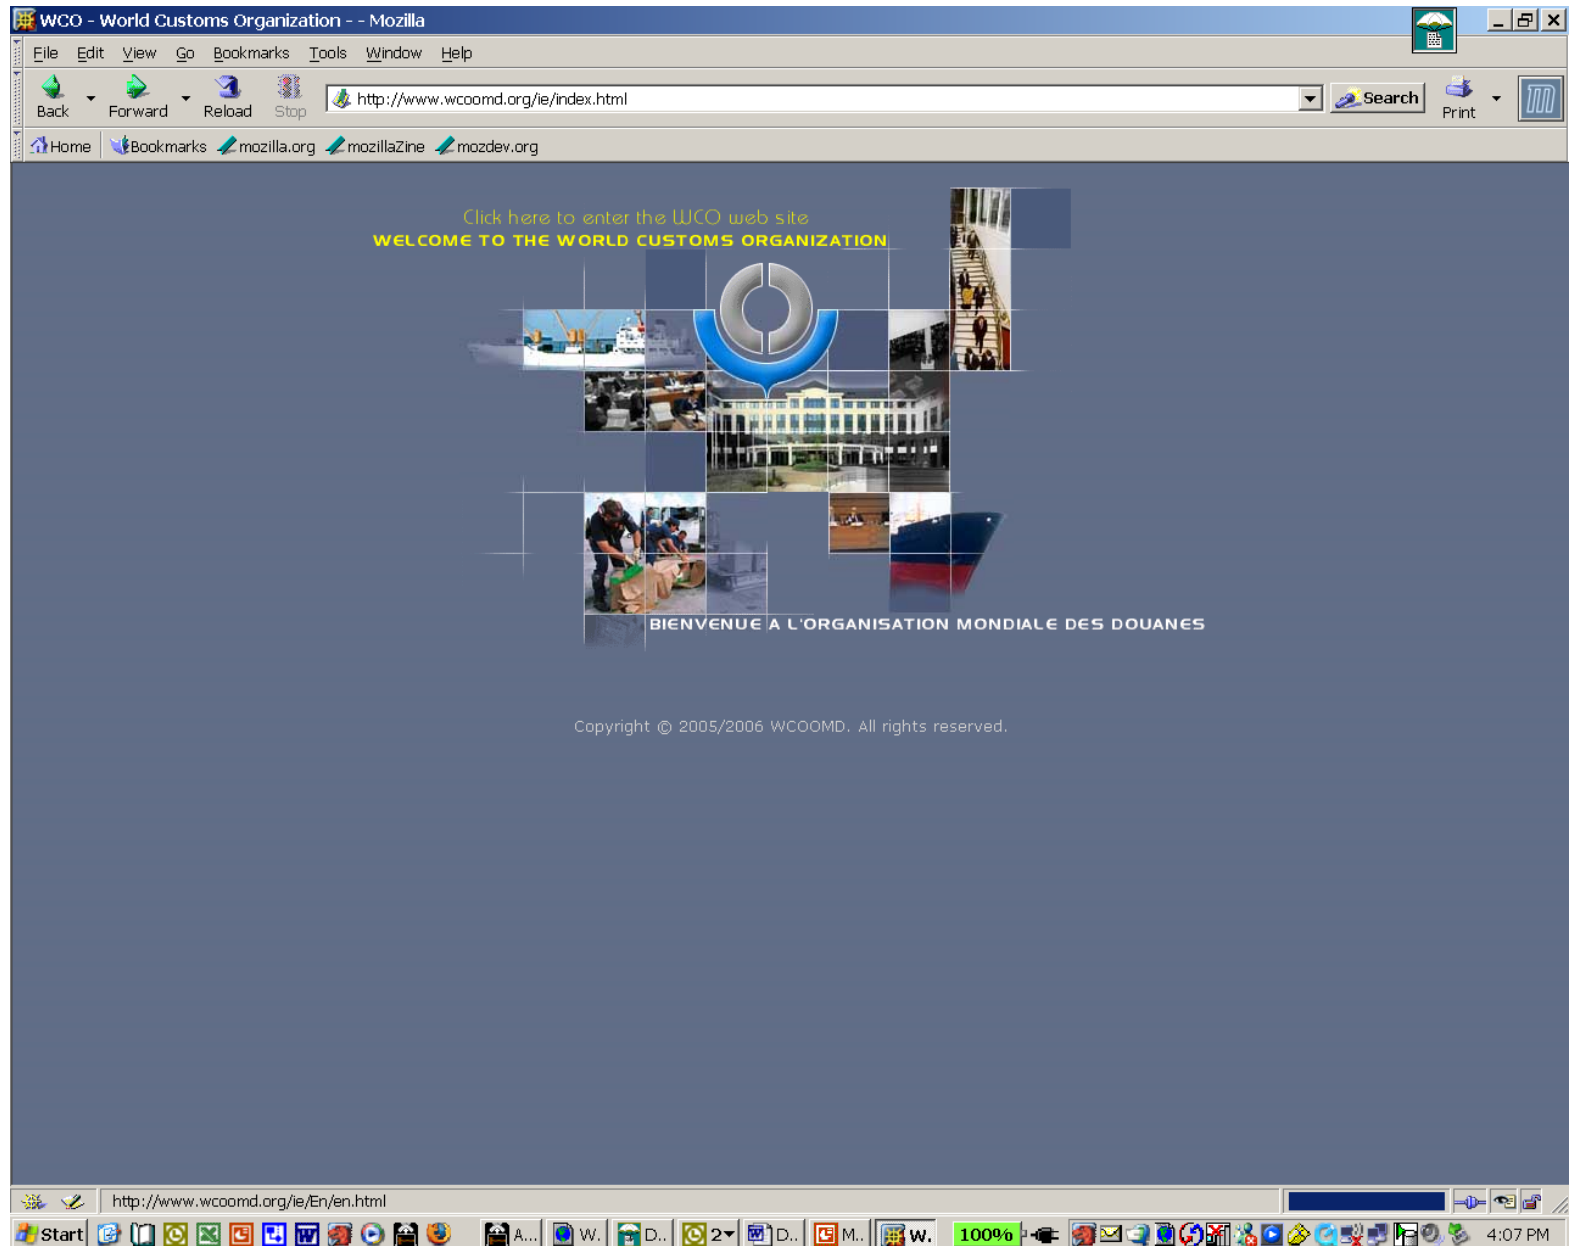 WCO - World Customs Organization - - Mozilla
File Edit View Go Bookmarks Tools Window Help
Back Forward Reload Stop http://www.wcoomd.org/ie/index.html Search Print
Home Bookmarks mozilla.org mozillaZine mozdev.org
Click here to enter the WCO web site
WELCOME TO THE WORLD CUSTOMS ORGANIZATION
BIENVENUE A L'ORGANISATION MONDIALE DES DOUANES
Copyright © 2005/2006 WCOOMD. All rights reserved.
http://www.wcoomd.org/ie/En/en.html
Start A... W. D.. 2 D.. M.. W. 100% 4:07 PM